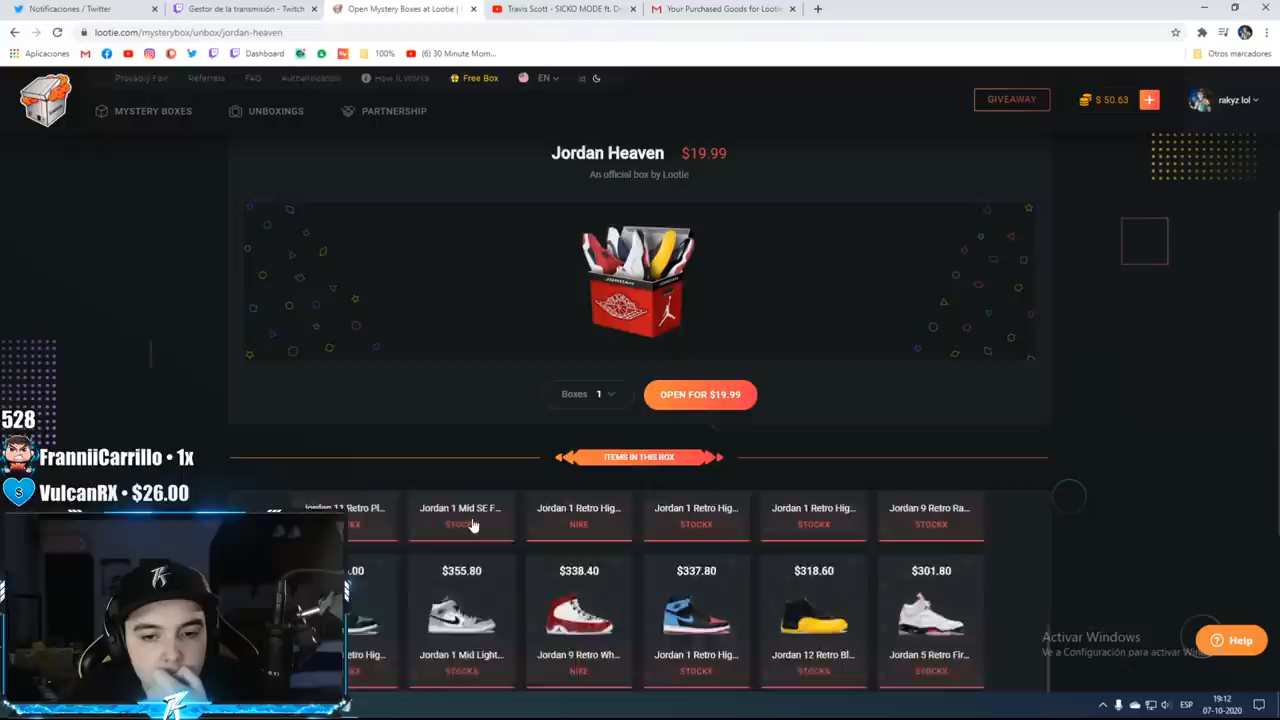 Notificaciones / Twitter
Gestor de la transmisión - Twitch
Open Mystery Boxes at Lootie |
Travis Scott - SICKO MODE ft. Dr
Your Purchased Goods for Lootie
lootie.com/mysterybox/unbox/jordan-heaven
Aplicaciones
Dashboard
100%
(6) 30 Minute Morn...
Otros marcadores
Provably Fair
Referrals
FAQ
Authentification
How It Works
Free Box
EN
MYSTERY BOXES
UNBOXINGS
PARTNERSHIP
GIVEAWAY
$ 50.63
rakyz lol
Jordan Heaven $19.99
An official box by Lootie
JORDAN
Boxes 1
OPEN FOR $19.99
ITEMS IN THIS BOX
528
FranniiCarrillo • 1x
VulcanRX • $26.00
Jordan 1 Mid SE F...
Jordan 1 Retro Hig...
Jordan 1 Retro Hig...
Jordan 1 Retro Hig...
Jordan 9 Retro Ra...
STOCKX
NIKE
STOCKX
STOCKX
STOCKX
$355.80
$338.40
$337.80
$318.60
$301.80
Jordan 1 Mid Light...
Jordan 9 Retro Wh...
Jordan 1 Retro Hig...
Jordan 12 Retro Bl...
Jordan 5 Retro Fir...
STOCKX
NIKE
STOCKX
STOCKX
STOCKX
Activar Windows
Ve a Configuración para activar
Help
ESP
19:12
07-10-2020